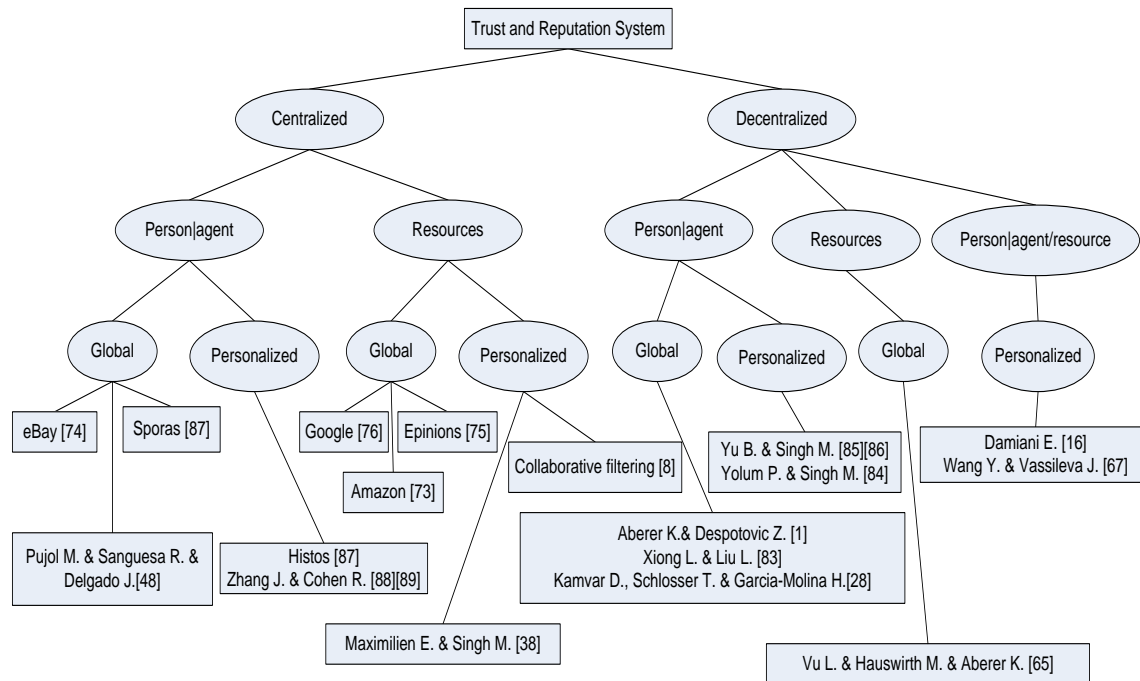 Trust and Reputation System
Centralized
Decentralized
Person|agent
Resources
Person|agent
Resources
Person|agent/resource
Global
Personalized
Global
Personalized
Global
Personalized
Global
Personalized
eBay [74]
Sporas [87]
Google [76]
Epinions [75]
Amazon [73]
Collaborative filtering [8]
Yu B. & Singh M. [85][86]
Yolum P. & Singh M. [84]
Damiani E. [16]
Wang Y. & Vassileva J. [67]
Pujol M. & Sanguesa R. &
Delgado J.[48]
Histos [87]
Zhang J. & Cohen R. [88][89]
Aberer K.& Despotovic Z. [1]
Xiong L. & Liu L. [83]
Kamvar D., Schlosser T. & Garcia-Molina H.[28]
Maximilien E. & Singh M. [38]
Vu L. & Hauswirth M. & Aberer K. [65]